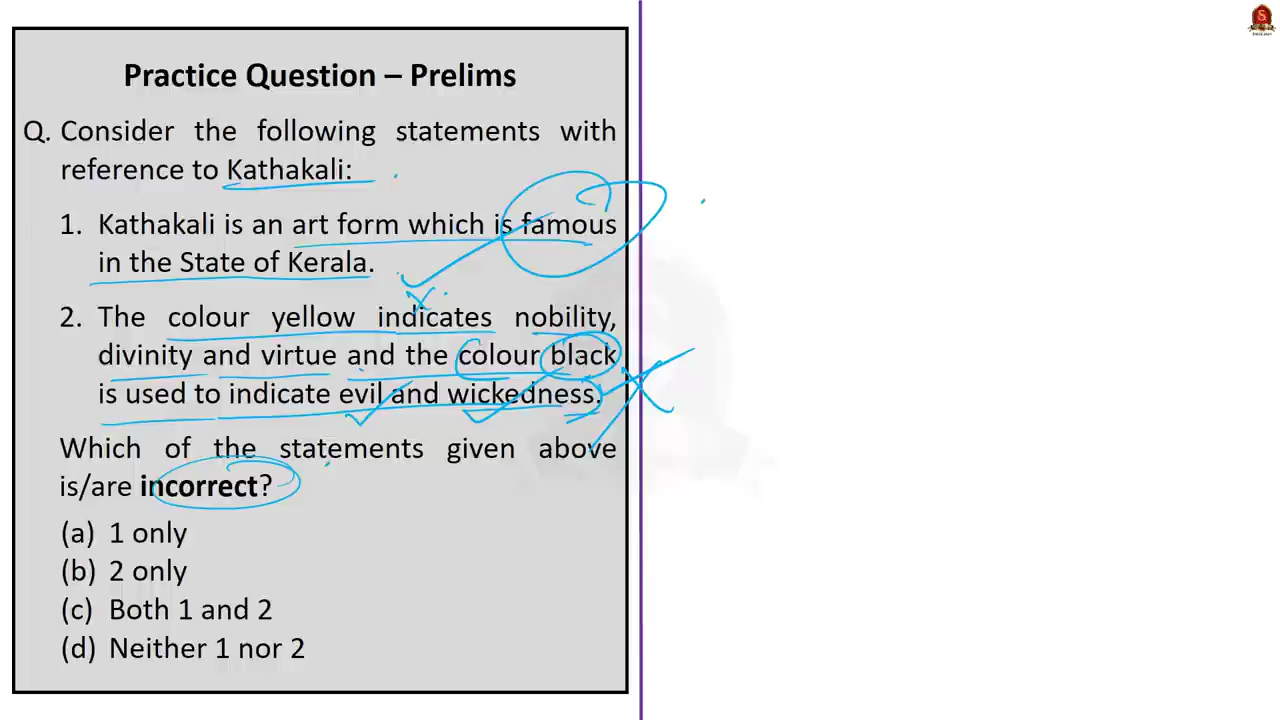 Practice Question – Prelims
Q. Consider the following statements with
reference to Kathakali:
1. Kathakali is an art form which is famous
in the State of Kerala.
2. The colour yellow indicates nobility,
divinity and virtue and the colour black
is used to indicate evil and wickedness.
Which of the statements given above
is/are incorrect?
(a) 1 only
(b) 2 only
(c) Both 1 and 2
(d) Neither 1 nor 2